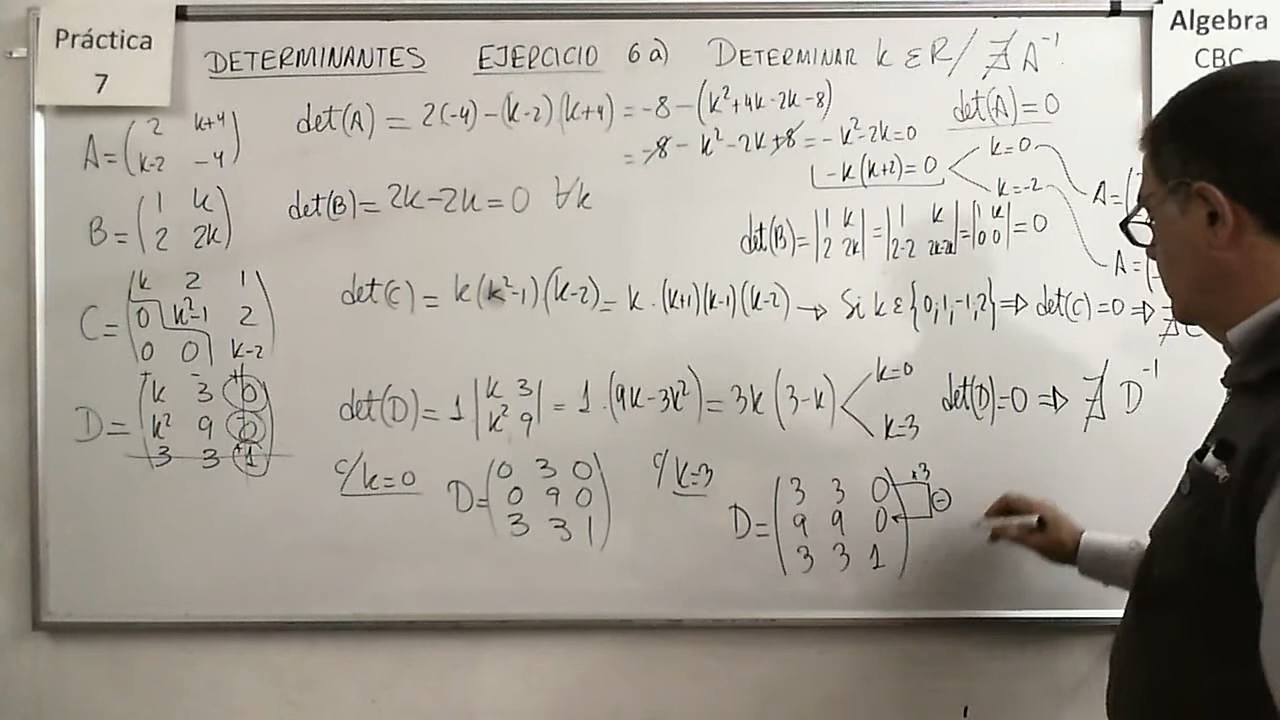 Práctica
7
Algebra
CBC
DETERMINANTES EJERCICIO 6a) DETERMINAR k ∈ R / ∄ A⁻¹
A = (2 k+4
k-2 -4)
det(A) = 2(-4) - (k-2)(k+4) = -8 - (k²+4k-2k-8)
= -8 - k² - 2k + 8 = -k² - 2k = 0
-k(k+2) = 0
det(A) = 0
k=0
k=-2
A = (
A = (
B = (1 k
2 2k)
det(B) = 2k - 2k = 0 ∀k
det(B) = |1 k| = |1 k| = |1 k| = 0
|2 2k| |2-2 2k-2k| |0 0|
C = (k 2 1
0 k²-1 2
0 0 k-2)
det(C) = k(k²-1)(k-2) = k.(k+1)(k-1)(k-2) → Si k ∈ {0,1,-1,2} ⇒ det(C) = 0 ⇒ ∄ C
D = (k 3 0
k² 9 0
3 3 1)
+ - +
det(D) = 1 |k 3| = 1.(9k-3k²) = 3k(3-k)
|k² 9|
k=0
k=3
det(D)=0 ⇒ ∄ D⁻¹
c/k=0
D = (0 3 0
0 9 0
3 3 1)
c/k=3
D = (3 3 0
9 9 0
3 3 1)
.3
-